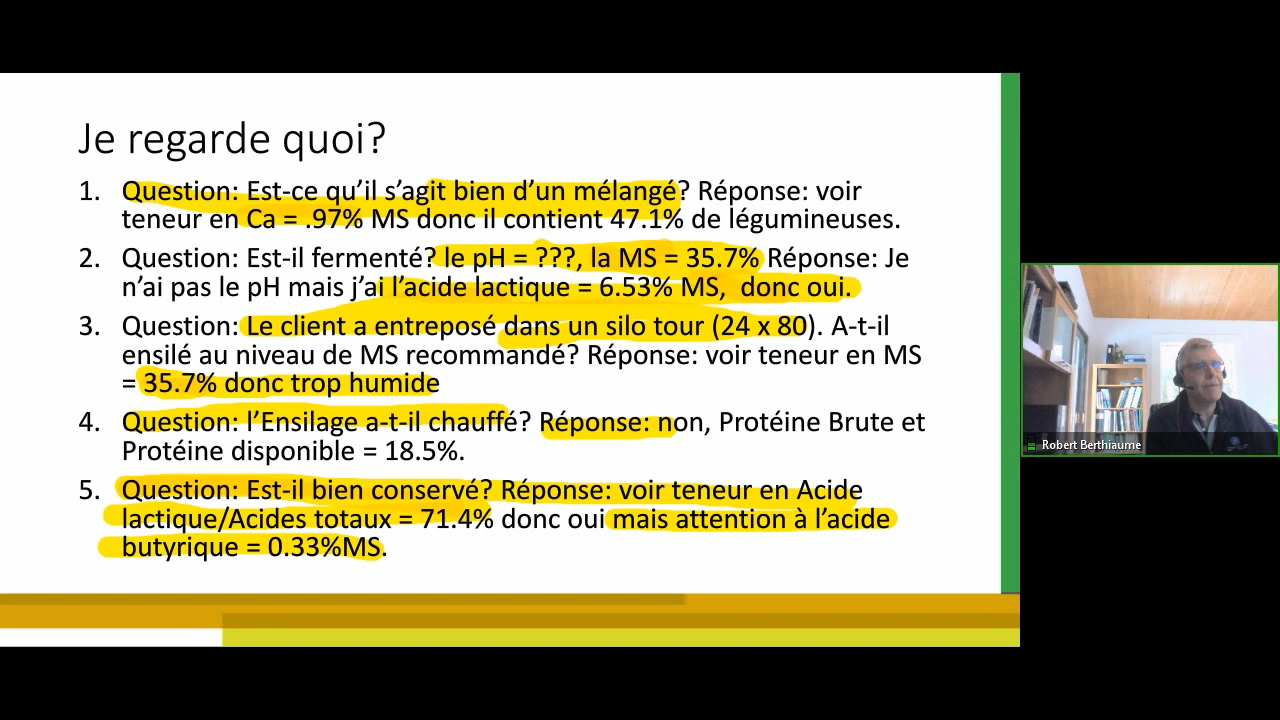 Je regarde quoi?
1. Question: Est-ce qu'il s'agit bien d'un mélangé? Réponse: voir
teneur en Ca = .97% MS donc il contient 47.1% de légumineuses.
2. Question: Est-il fermenté? le pH = ???, la MS = 35.7% Réponse: Je
n'ai pas le pH mais j'ai l'acide lactique = 6.53% MS, donc oui.
3. Question: Le client a entreposé dans un silo tour (24 x 80). A-t-il
ensilé au niveau de MS recommandé? Réponse: voir teneur en MS
= 35.7% donc trop humide
4. Question: l'Ensilage a-t-il chauffé? Réponse: non, Protéine Brute et
Protéine disponible = 18.5%.
5. Question: Est-il bien conservé? Réponse: voir teneur en Acide
lactique/Acides totaux = 71.4% donc oui mais attention à l'acide
butyrique = 0.33%MS.
Robert Berthiaume